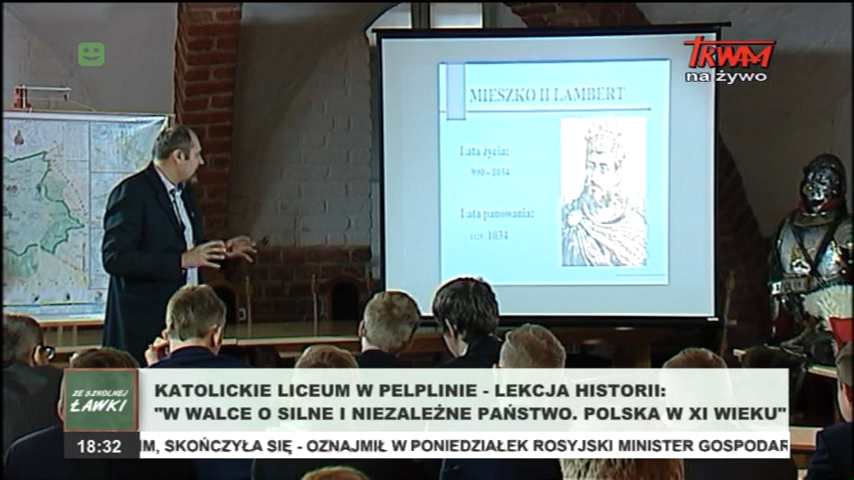 TRWAM
na żywo
MIESZKO II LAMBERT
Lata życia:
990 - 1034
Lata panowania:
1034
ZE SZKOLNEJ
ŁAWKI
KATOLICKIE LICEUM W PELPLINIE - LEKCJA HISTORII:
"W WALCE O SILNE I NIEZALEŻNE PAŃSTWO. POLSKA W XI WIEKU"
18:32
IM, SKOŃCZYŁA SIĘ - OZNAJMIŁ W PONIEDZIAŁEK ROSYJSKI MINISTER GOSPODAR